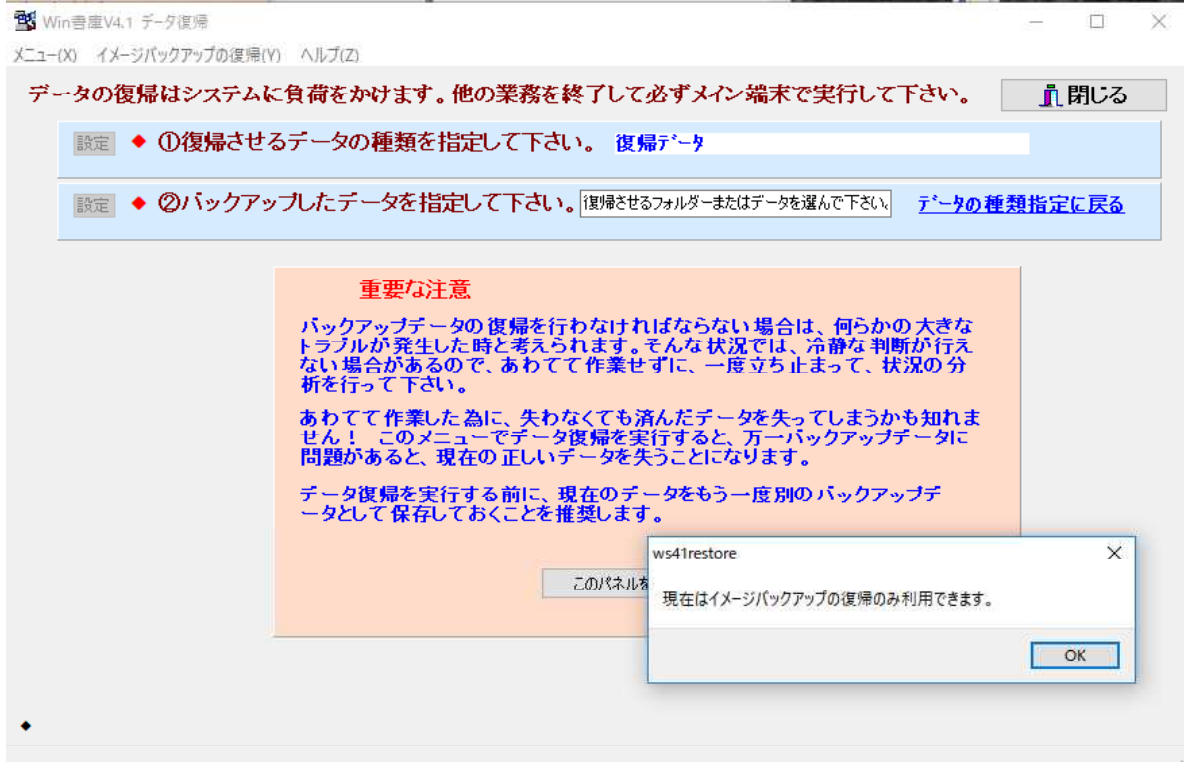 Win書庫V4.1 データ復帰
メニュー(X) イメージバックアップの復帰(Y) ヘルプ(Z)
データの復帰はシステムに負荷をかけます。他の業務を終了して必ずメイン端末で実行して下さい。 閉じる
設定 ◆ ①復帰させるデータの種類を指定して下さい。 復帰データ
設定 ◆ ②バックアップしたデータを指定して下さい。 復帰させるフォルダーまたはデータを選んで下さい。 データの種類指定に戻る
重要な注意
バックアップデータの復帰を行わなければならない場合は、何らかの大きな
トラブルが発生した時と考えられます。そんな状況では、冷静な判断が行え
ない場合があるので、あわてて作業せずに、一度立ち止まって、状況の分
析を行って下さい。
あわてて作業した為に、失わなくても済んだデータを失ってしまうかも知れま
せん！ このメニューでデータ復帰を実行すると、万一バックアップデータに
問題があると、現在の正しいデータを失うことになります。
データ復帰を実行する前に、現在のデータをもう一度別のバックアップデ
ータとして保存しておくことを推奨します。
このパネルを
ws41restore
現在はイメージバックアップの復帰のみ利用できます。
OK
◆